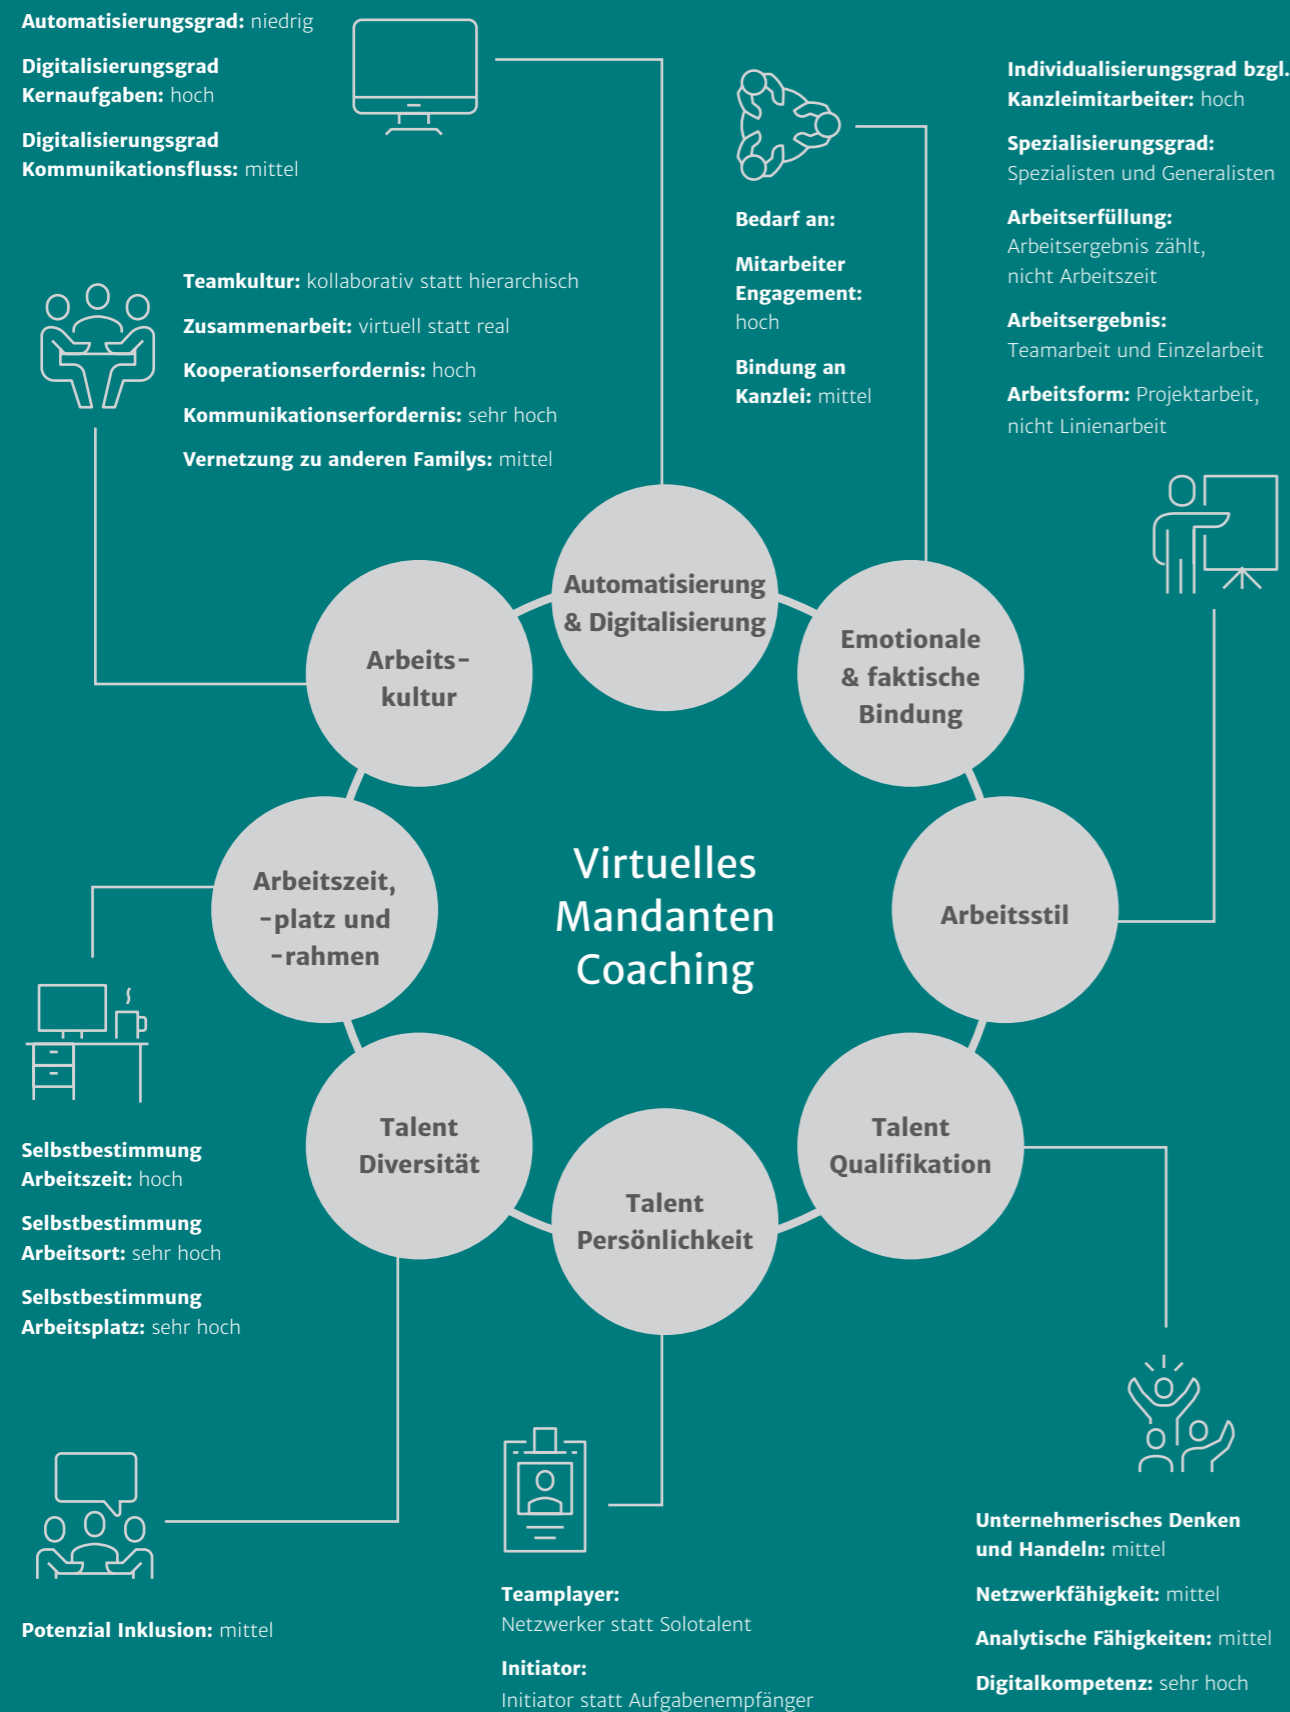 Automatisierungsgrad: niedrig
Digitalisierungsgrad
Kernaufgaben: hoch
Digitalisierungsgrad
Kommunikationsfluss: mittel
Bedarf an:
Mitarbeiter
Engagement:
hoch
Bindung an
Kanzlei: mittel
Individualisierungsgrad bzgl.
Kanzleimitarbeiter: hoch
Spezialisierungsgrad:
Spezialisten und Generalisten
Arbeitserfüllung:
Arbeitsergebnis zählt,
nicht Arbeitszeit
Arbeitsergebnis:
Teamarbeit und Einzelarbeit
Arbeitsform: Projektarbeit,
nicht Linienarbeit
Teamkultur: kollaborativ statt hierarchisch
Zusammenarbeit: virtuell statt real
Kooperationserfordernis: hoch
Kommunikationserfordernis: sehr hoch
Vernetzung zu anderen Familys: mittel
Automatisierung
& Digitalisierung
Arbeits-
kultur
Emotionale
& faktische
Bindung
Arbeitszeit,
-platz und
-rahmen
Virtuelles
Mandanten
Coaching
Arbeitsstil
Talent
Diversität
Talent
Persönlichkeit
Talent
Qualifikation
Selbstbestimmung
Arbeitszeit: hoch
Selbstbestimmung
Arbeitsort: sehr hoch
Selbstbestimmung
Arbeitsplatz: sehr hoch
Potenzial Inklusion: mittel
Teamplayer:
Netzwerker statt Solotalent
Initiator:
Initiator statt Aufgabenempfänger
Unternehmerisches Denken
und Handeln: mittel
Netzwerkfähigkeit: mittel
Analytische Fähigkeiten: mittel
Digitalkompetenz: sehr hoch